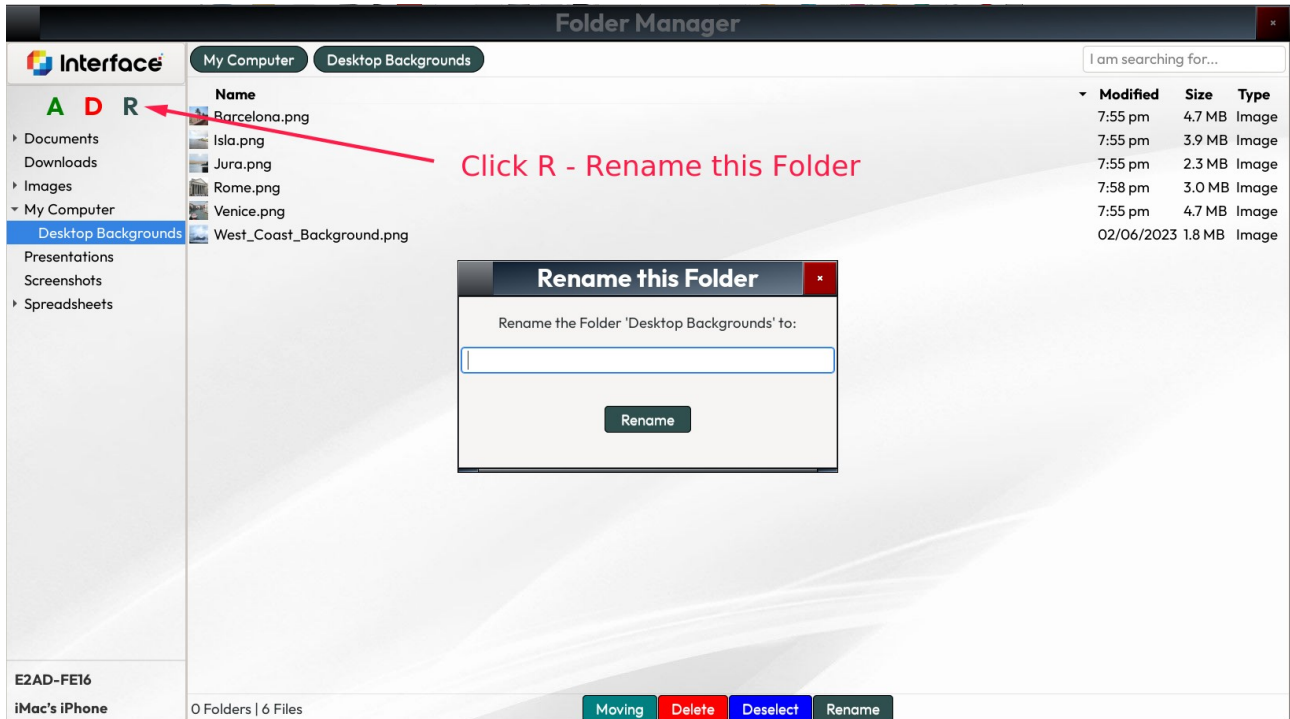 Folder Manager
×
Interface
My Computer
Desktop Backgrounds
I am searching for...
A D R
Name
Modified
Size
Type
Barcelona.png
7:55 pm
4.7 MB
Image
Documents
Isla.png
7:55 pm
3.9 MB
Image
Downloads
Jura.png
7:55 pm
2.3 MB
Image
Click R - Rename this Folder
Images
Rome.png
7:58 pm
3.0 MB
Image
My Computer
Venice.png
7:55 pm
4.7 MB
Image
Desktop Backgrounds
West_Coast_Background.png
02/06/2023
1.8 MB
Image
Presentations
Screenshots
Spreadsheets
Rename this Folder
×
Rename the Folder 'Desktop Backgrounds' to:
Rename
E2AD-FE16
iMac's iPhone
0 Folders | 6 Files
Moving
Delete
Deselect
Rename